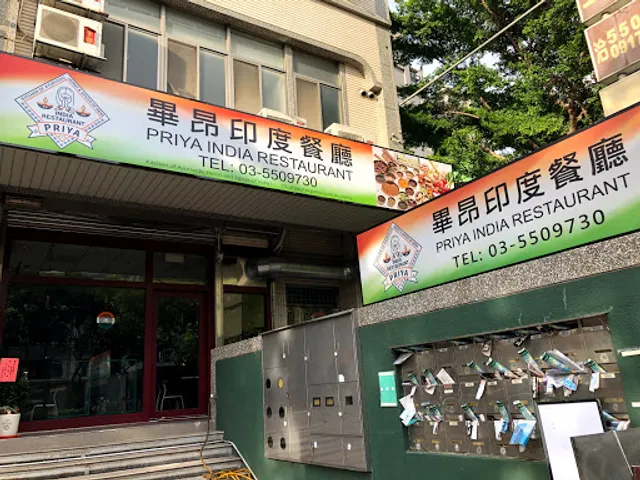 畢昂印度餐廳
PRIYA INDIA RESTAURANT
TEL: 03-5509730
INDIA
RESTAURANT
PRIYA
畢昂印度餐廳
PRIYA INDIA RESTAURANT
TEL: 03-5509730
PRIYA
洽